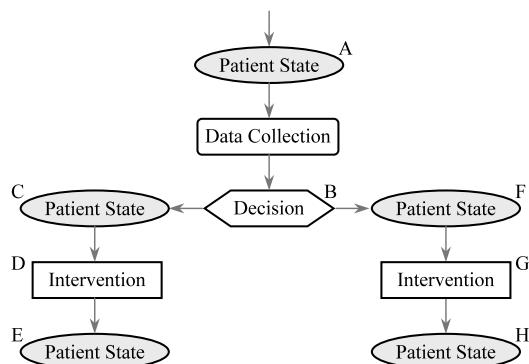 A
Patient State
Data Collection
C B F
Patient State Decision Patient State
D G
Intervention Intervention
E H
Patient State Patient State